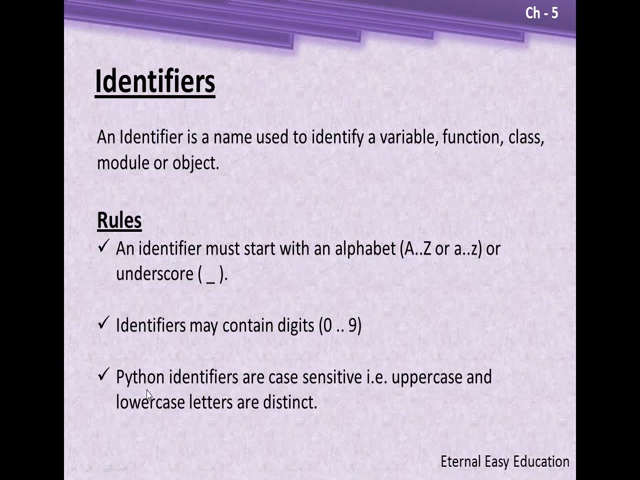 Ch - 5
Identifiers
An Identifier is a name used to identify a variable, function, class,
module or object.
Rules
✓ An identifier must start with an alphabet (A..Z or a..z) or
underscore ( _ ).
✓ Identifiers may contain digits (0 .. 9)
✓ Python identifiers are case sensitive i.e. uppercase and
lowercase letters are distinct.
Eternal Easy Education